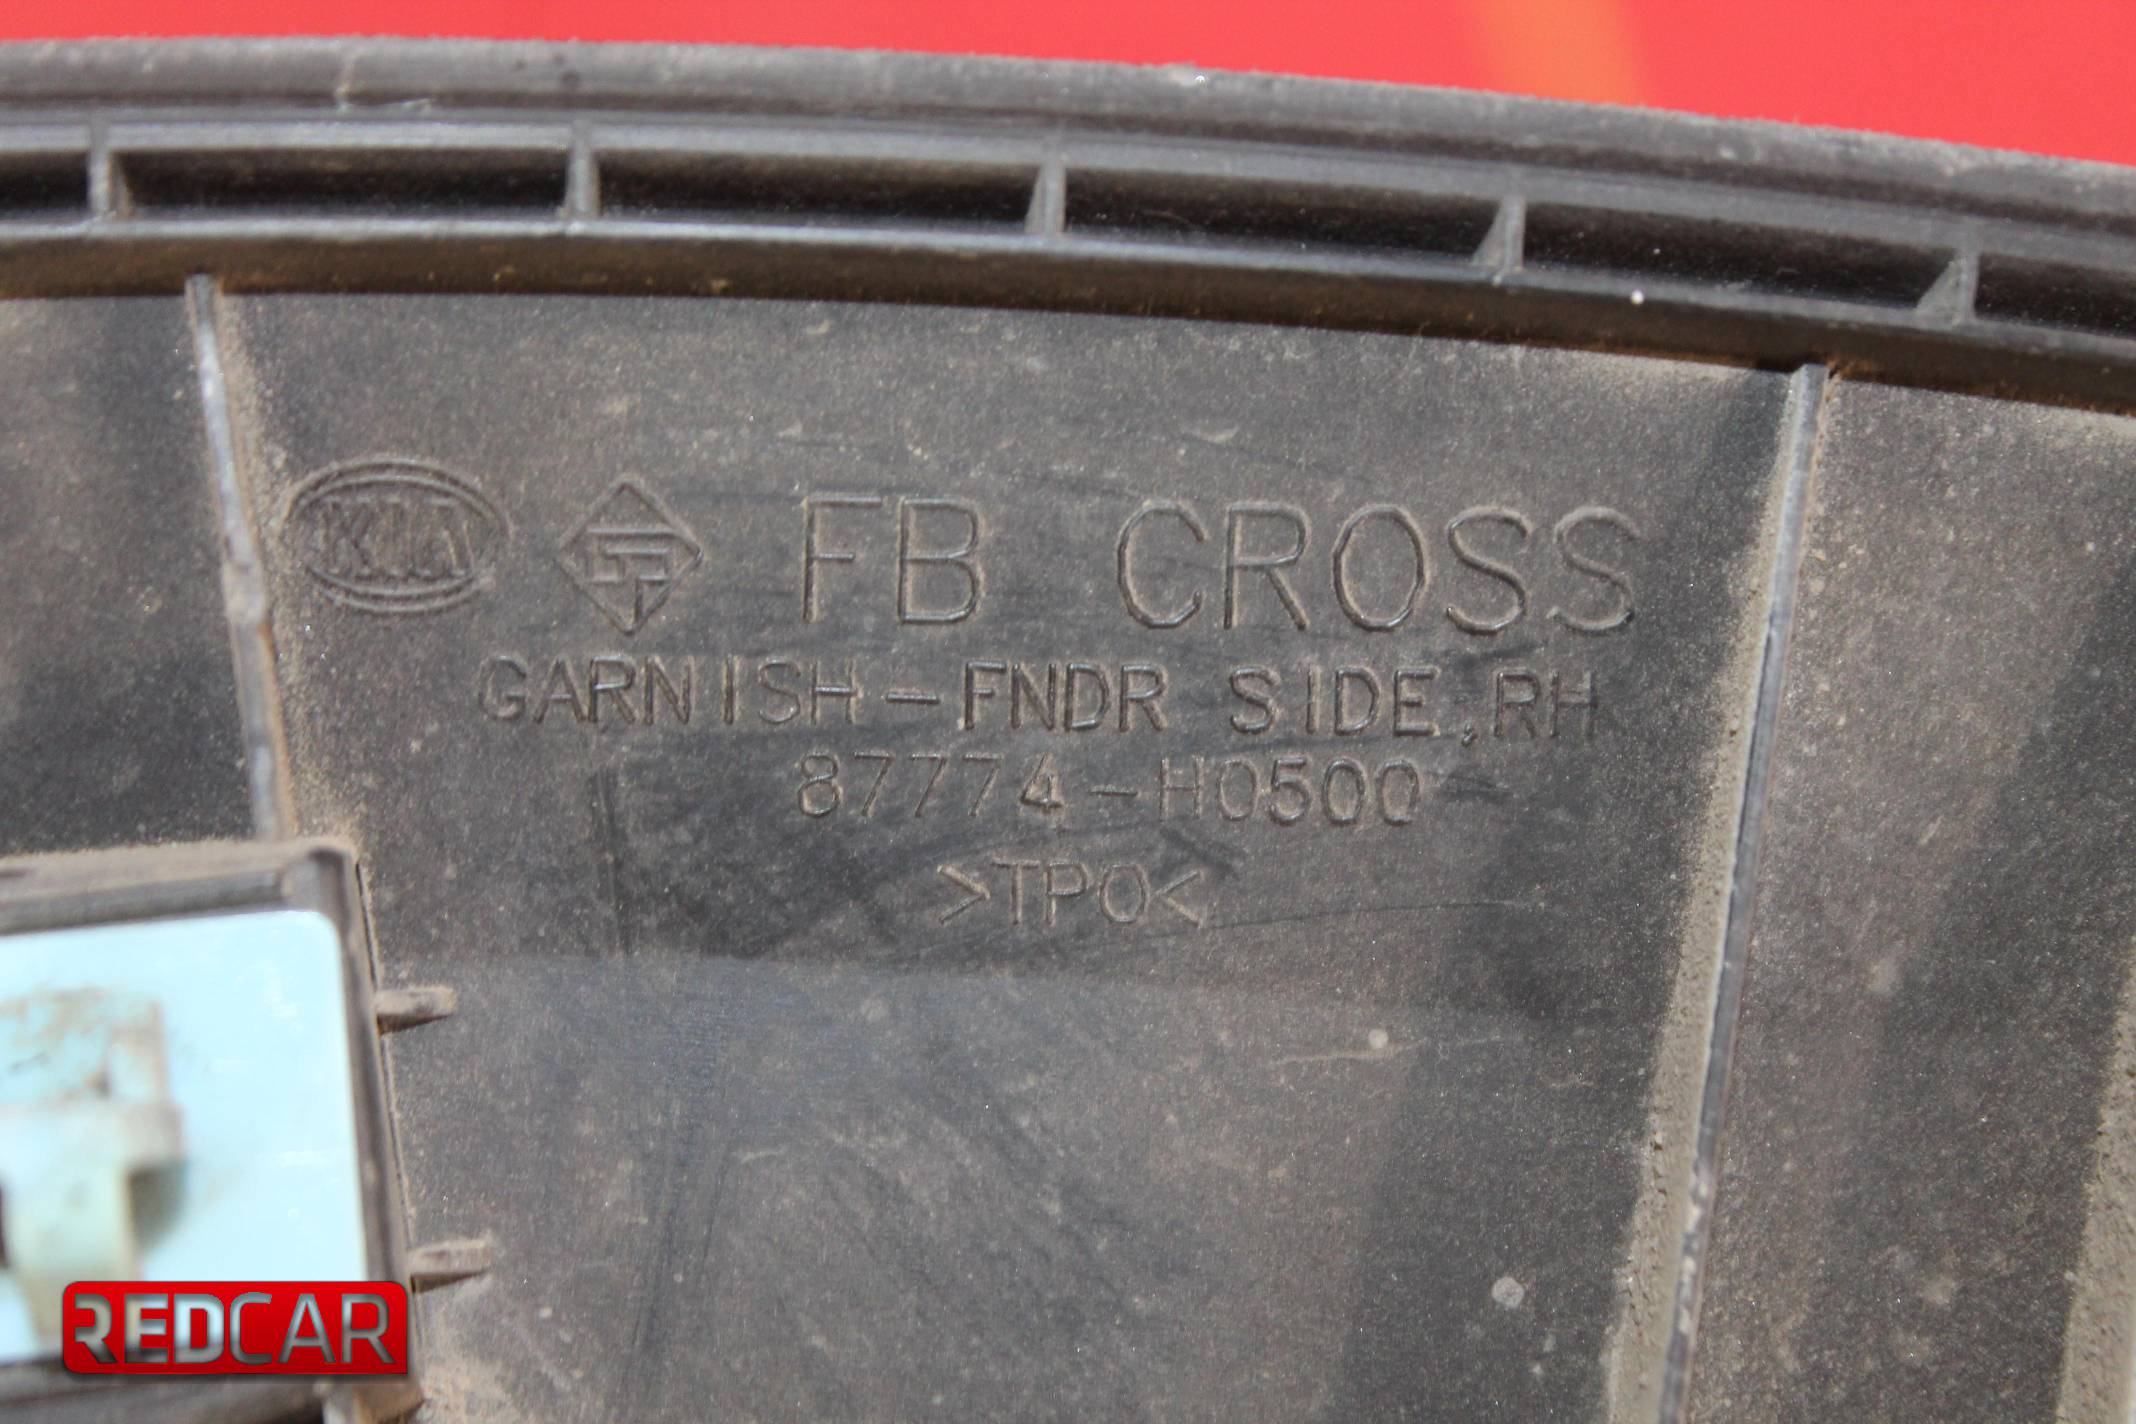 KIA FB CROSS
GARNISH-FNDR SIDE,RH
87774-H0500
>TPO<
REDCAR